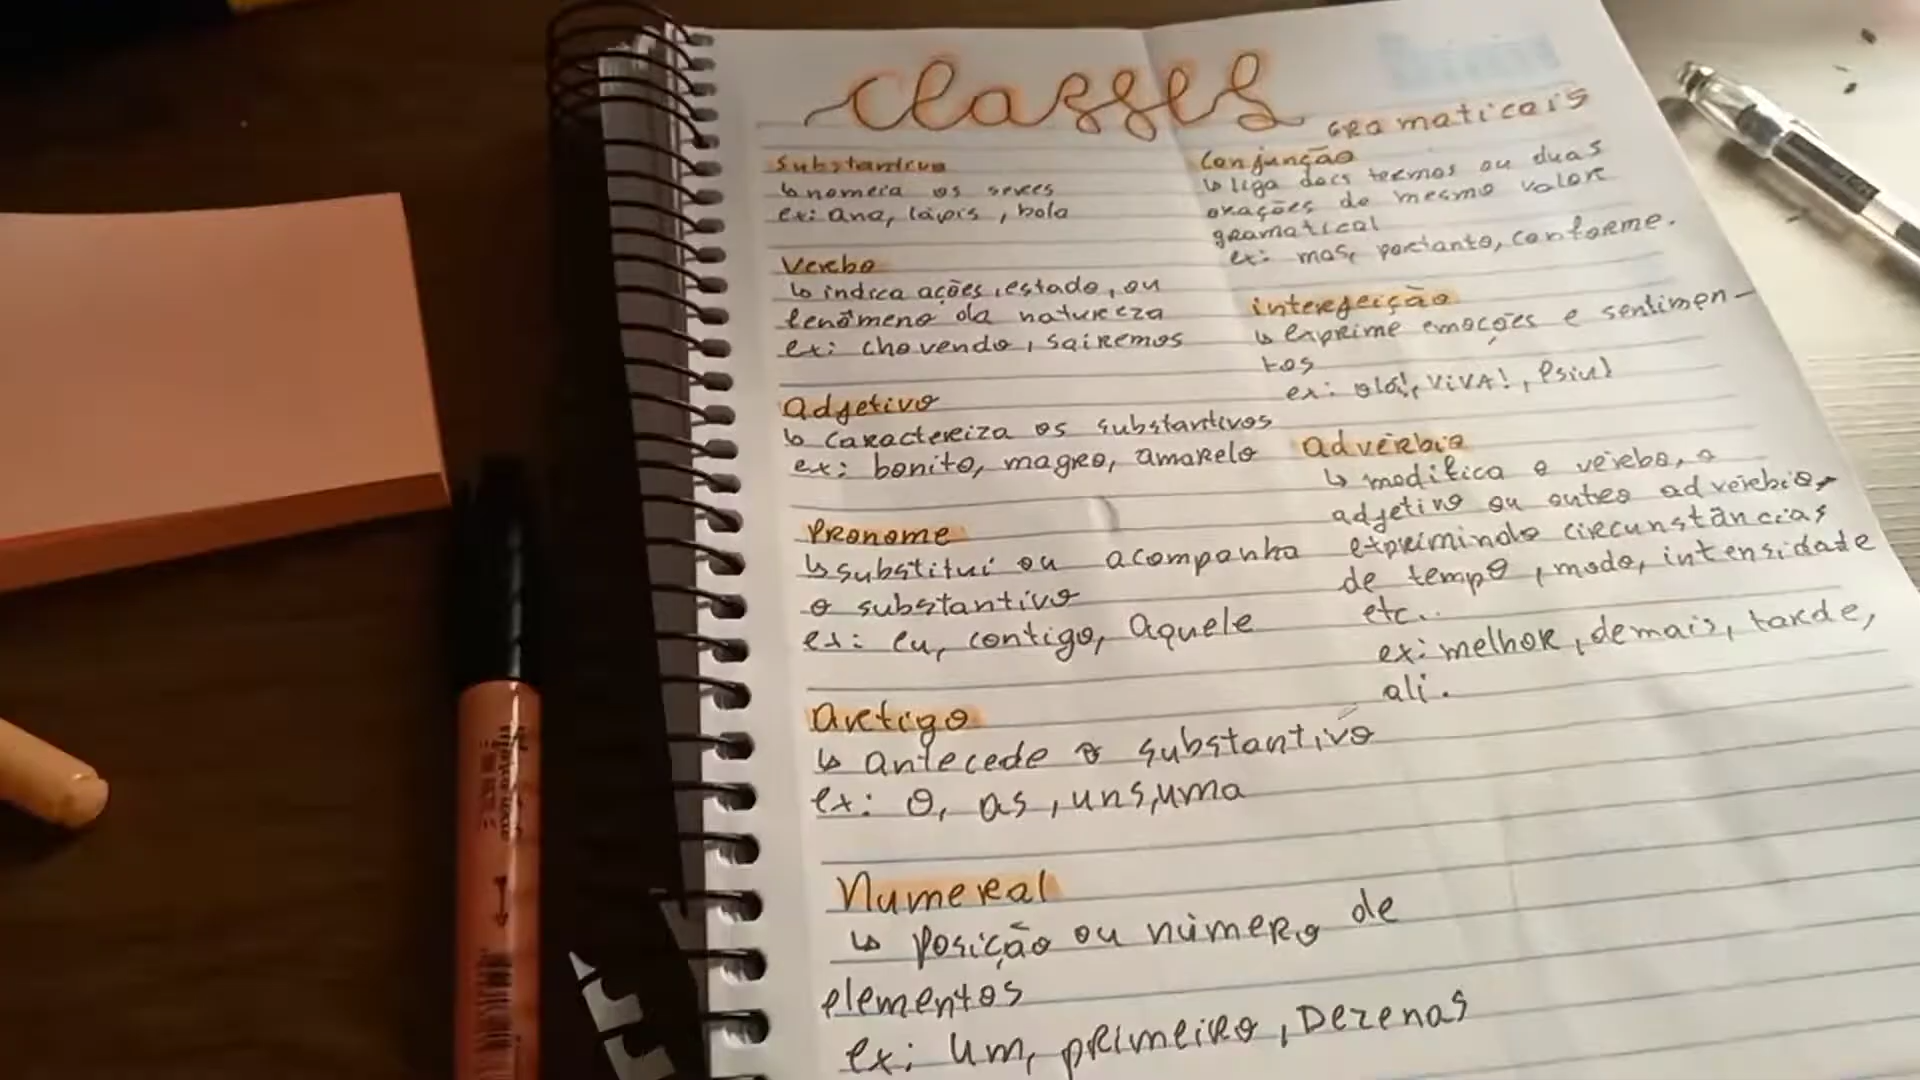 classes
gramaticais
Substantivo
↳ nomeia os seres
ex: ana, lápis, bola
Verbo
↳ indica ações, estado, ou
fenômeno da natureza
ex: chovendo, sairemos
adjetivo
↳ caracteriza os substantivos
ex: bonito, magro, amarelo
Pronome
↳ substitui ou acompanha
o substantivo
ex: eu, contigo, aquele
artigo
↳ antecede o substantivo
ex: o, as, uns, uma
Numeral
↳ posição ou número de
elementos
ex: um, primeiro, Dezenas
Conjunção
↳ liga dois termos ou duas
orações de mesmo valor
gramatical
ex: mas, portanto, conforme.
interjeição
↳ exprime emoções e sentimen-
tos
ex: olá!, VIVA!, Psiu!
advérbio
↳ modifica o verbo, o
adjetivo ou outro advérbio,
exprimindo circunstâncias
de tempo, modo, intensidade
etc..
ex: melhor, demais, tarde,
ali.